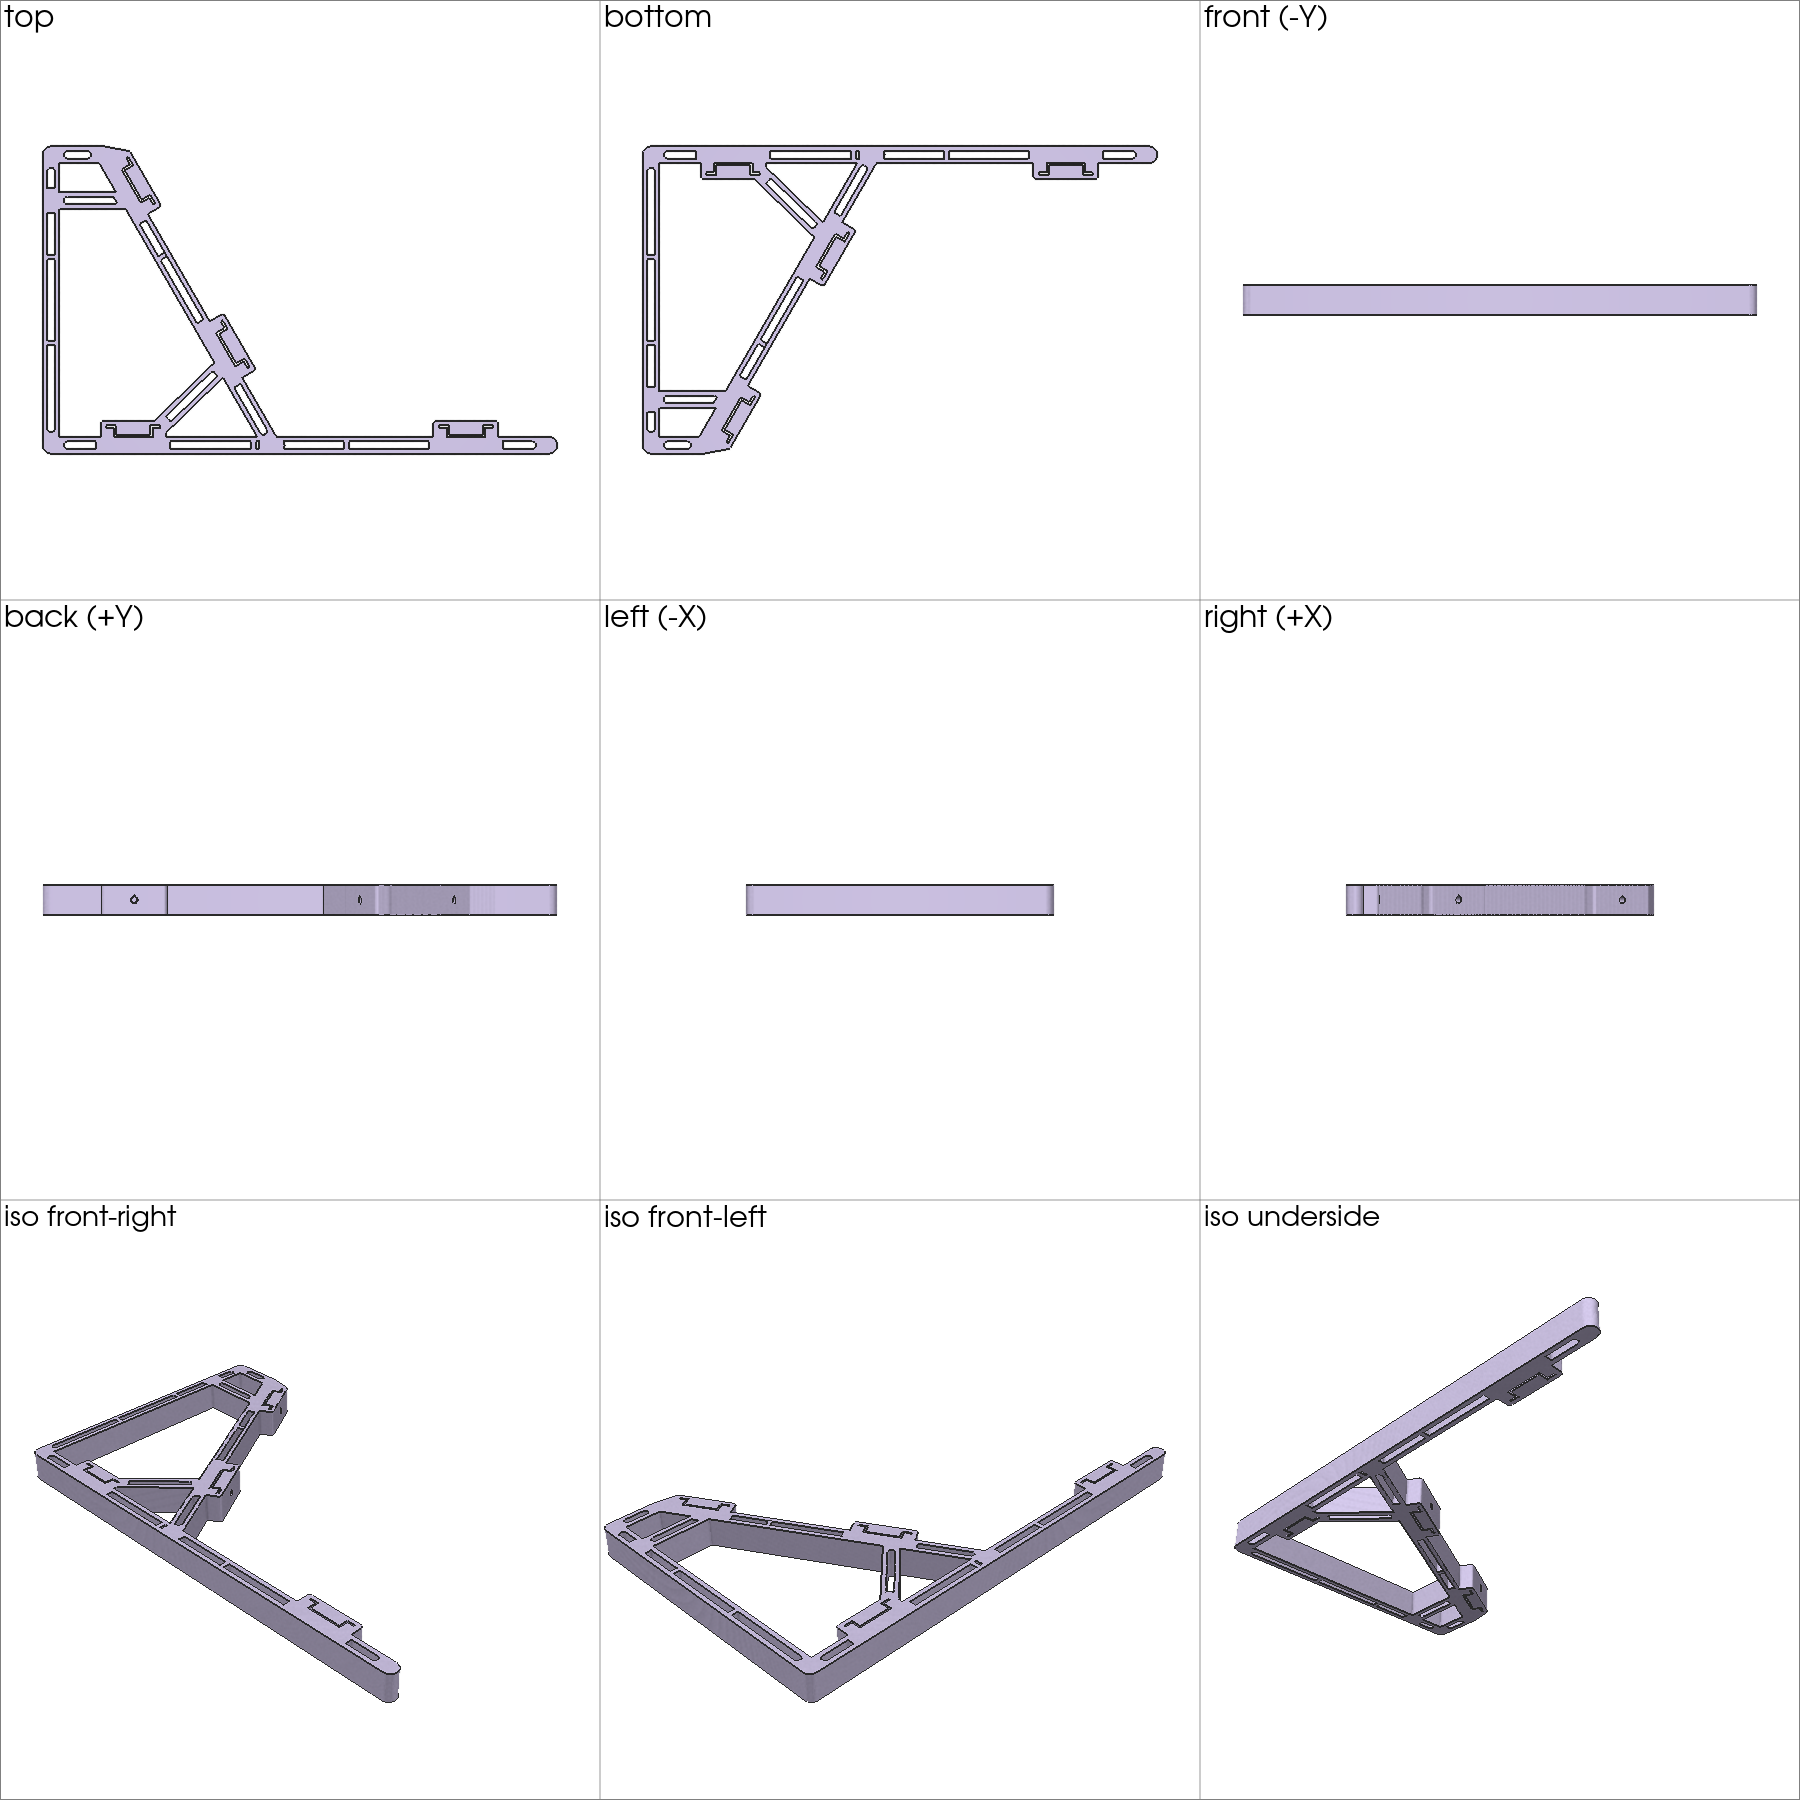 top
bottom
front (-Y)
back (+Y)
left (-X)
right (+X)
iso front-right
iso front-left
iso underside